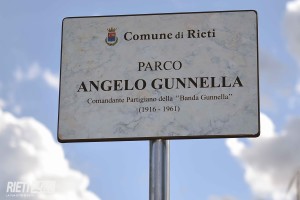 Comune di Rieti
PARCO
ANGELO GUNNELLA
Comandante Partigiano della "Banda Gunnella"
(1916 - 1961)